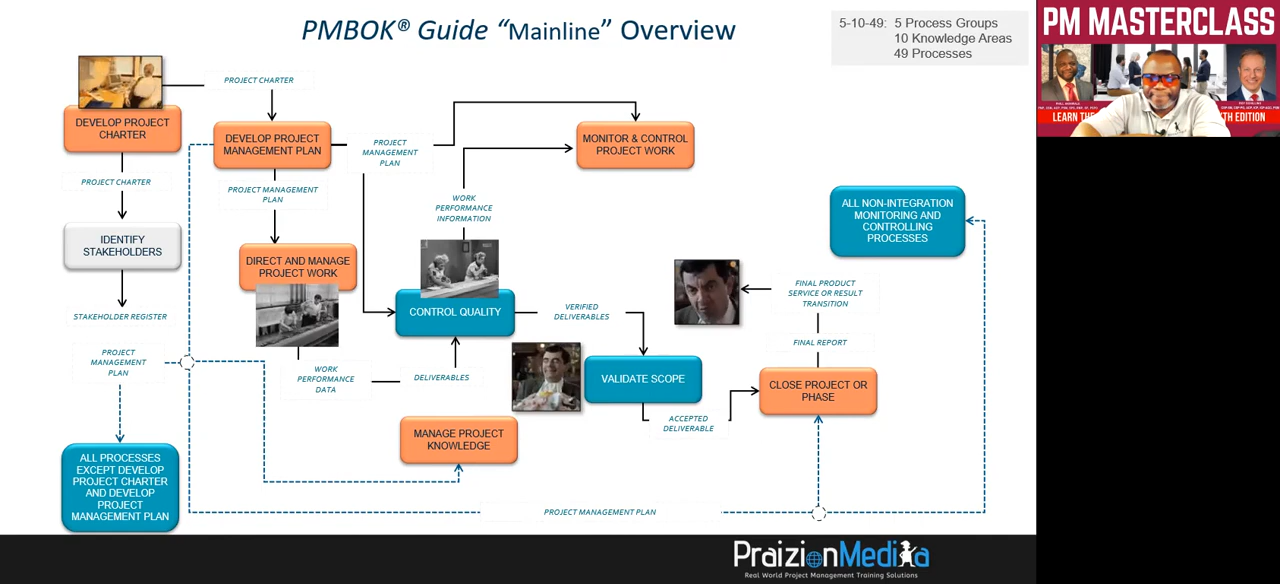 PMBOK® Guide “Mainline” Overview
5-10-49: 5 Process Groups
10 Knowledge Areas
49 Processes
PM MASTERCLASS
DEVELOP PROJECT
CHARTER
PROJECT CHARTER
PROJECT CHARTER
IDENTIFY
STAKEHOLDERS
STAKEHOLDER REGISTER
PROJECT
MANAGEMENT
PLAN
ALL PROCESSES
EXCEPT DEVELOP
PROJECT CHARTER
AND DEVELOP
PROJECT
MANAGEMENT PLAN
DEVELOP PROJECT
MANAGEMENT PLAN
PROJECT MANAGEMENT
PLAN
DIRECT AND MANAGE
PROJECT WORK
WORK
PERFORMANCE
DATA
DELIVERABLES
PROJECT
MANAGEMENT
PLAN
WORK
PERFORMANCE
INFORMATION
CONTROL QUALITY
MANAGE PROJECT
KNOWLEDGE
MONITOR & CONTROL
PROJECT WORK
VERIFIED
DELIVERABLES
VALIDATE SCOPE
ACCEPTED
DELIVERABLE
CLOSE PROJECT OR
PHASE
FINAL REPORT
FINAL PRODUCT
SERVICE OR RESULT
TRANSITION
ALL NON-INTEGRATION
MONITORING AND
CONTROLLING
PROCESSES
PROJECT MANAGEMENT PLAN
LEARN THE
TH EDITION
PraizionMedia
Real World Project Management Training Solutions